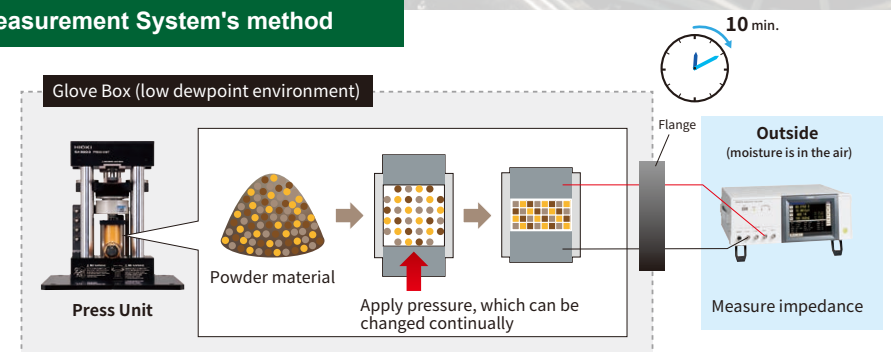 easurement System's method
10 min.
Glove Box (low dewpoint environment)
Flange
Outside
(moisture is in the air)
HIOKI
Powder material
Press Unit
Apply pressure, which can be
changed continually
Measure impedance